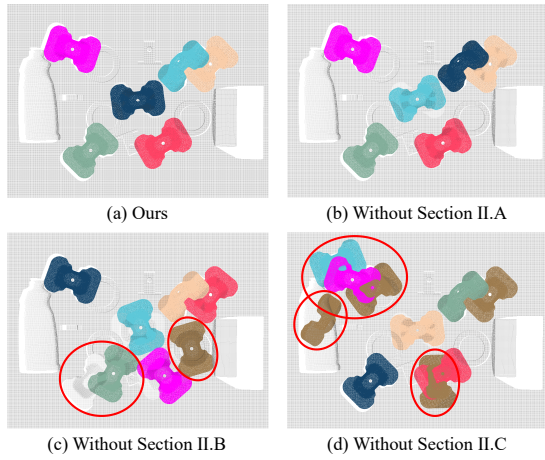 (a) Ours
(b) Without Section II.A
(c) Without Section II.B
(d) Without Section II.C